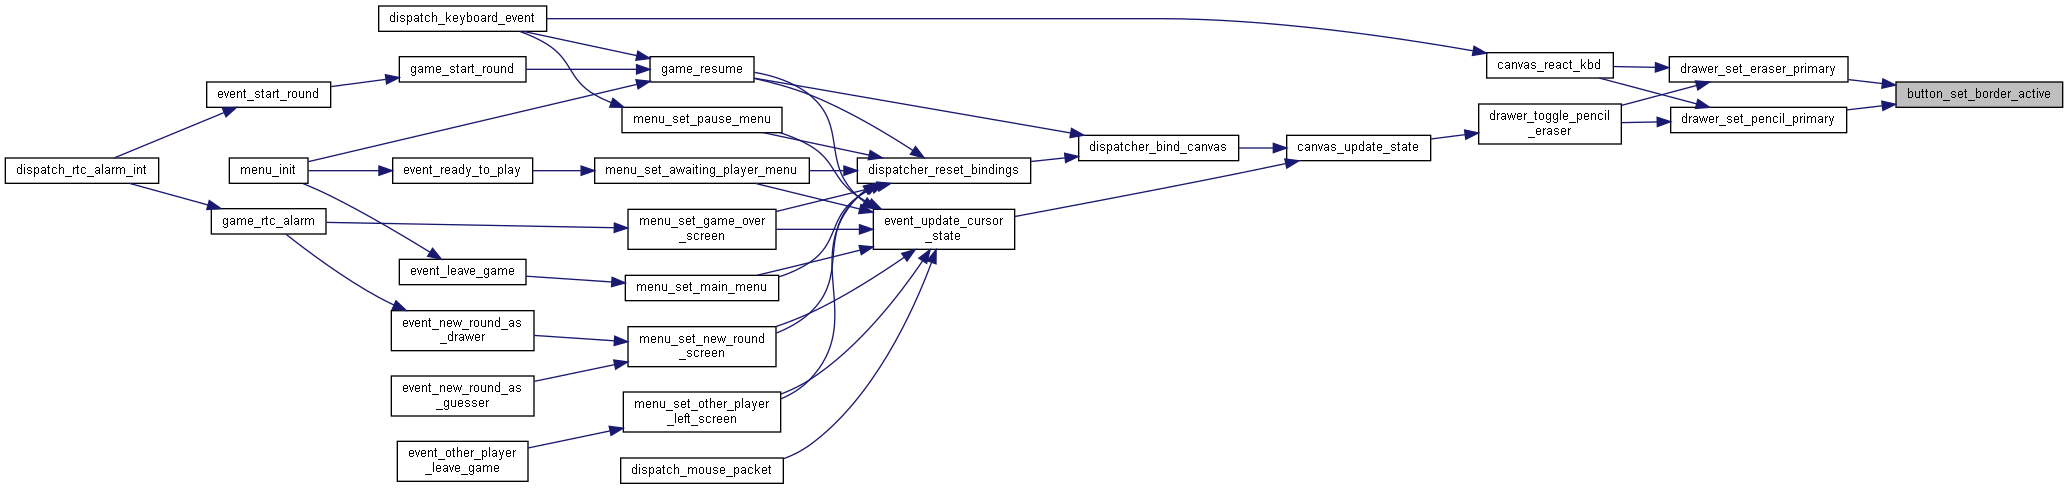 dispatch_keyboard_event
game_start_round
game_resume
canvas_react_kbd
drawer_set_eraser_primary
event_start_round
menu_set_pause_menu
drawer_toggle_pencil
_eraser
drawer_set_pencil_primary
button_set_border_active
dispatch_rtc_alarm_int
menu_init
event_ready_to_play
menu_set_awaiting_player_menu
dispatcher_reset_bindings
dispatcher_bind_canvas
canvas_update_state
game_rtc_alarm
menu_set_game_over
_screen
event_update_cursor
_state
event_leave_game
menu_set_main_menu
event_new_round_as
_drawer
menu_set_new_round
_screen
event_new_round_as
_guesser
menu_set_other_player
_left_screen
event_other_player
_leave_game
dispatch_mouse_packet